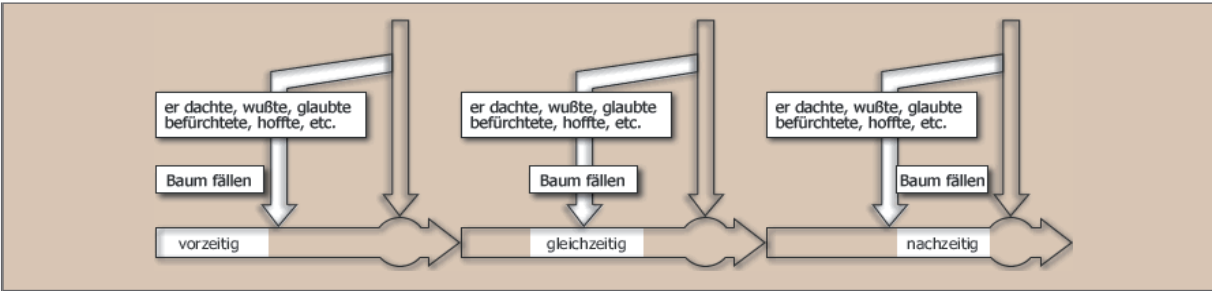 er dachte, wußte, glaubte
befürchtete, hoffte, etc.
Baum fällen
vorzeitig
er dachte, wußte, glaubte
befürchtete, hoffte, etc.
Baum fällen
gleichzeitig
er dachte, wußte, glaubte
befürchtete, hoffte, etc.
Baum fällen
nachzeitig